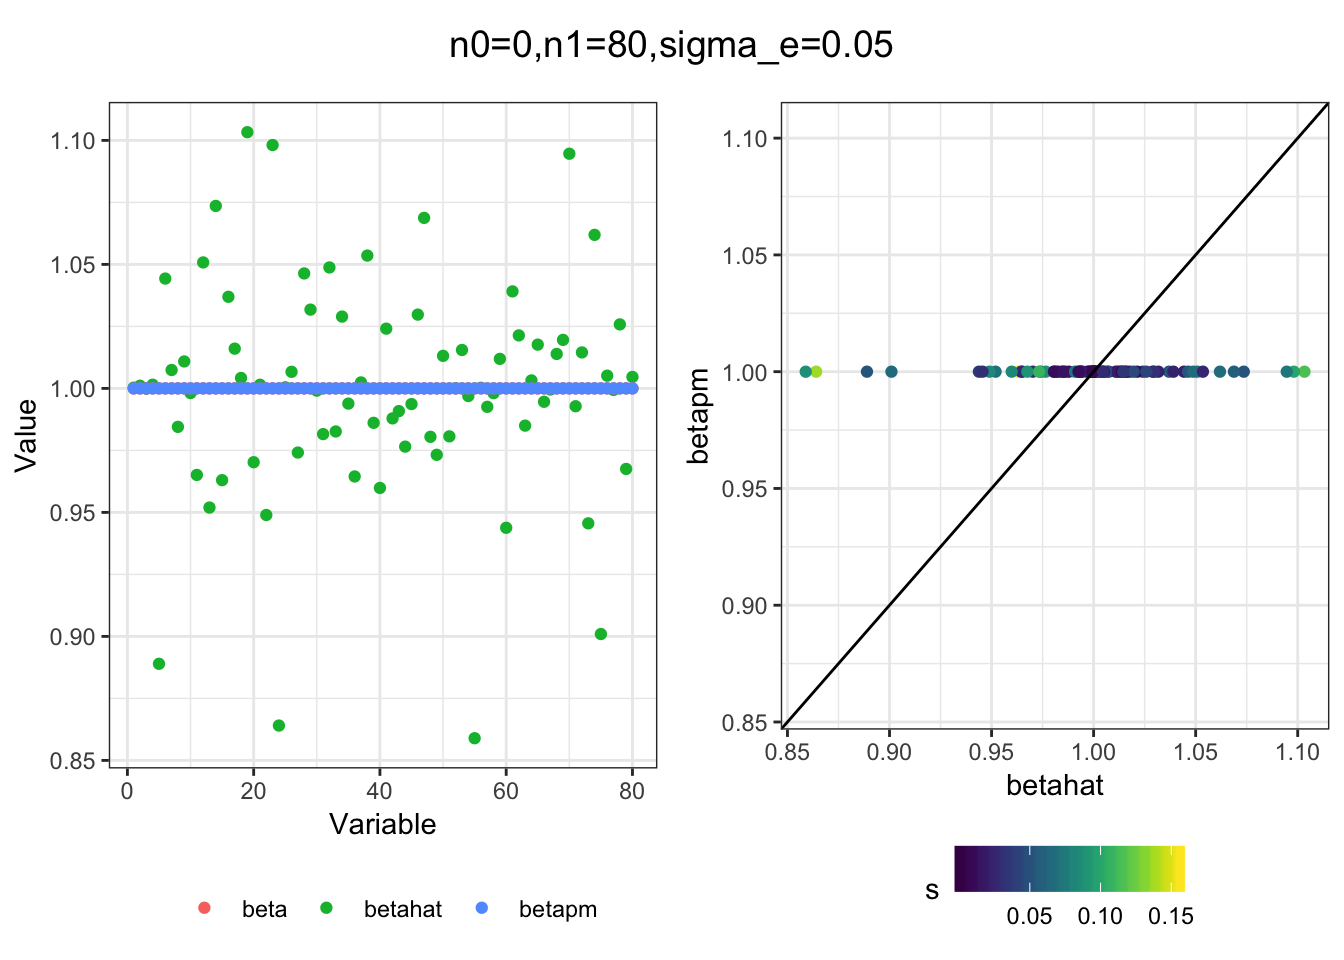 n0=0,n1=80,sigma_e=0.05
Value
1.10
1.05
1.00
0.95
0.90
0.85
0 20 40 60 80
Variable
beta betahat betapm
betapm
1.10
1.05
1.00
0.95
0.90
0.85
0.85 0.90 0.95 1.00 1.05 1.10
betahat
s
0.05 0.10 0.15